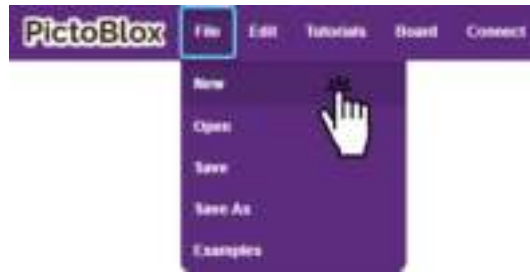 PictoBlox File Edit Tutorials Board Connect
New
Open
Save
Save As
Examples